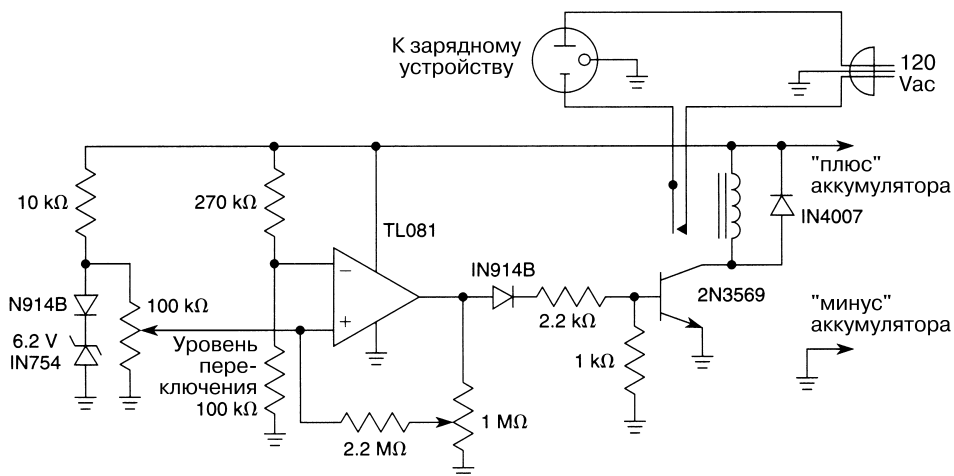 К зарядному
устройству
120
Vac
"плюс"
аккумулятора
10 kΩ
270 kΩ
TL081
IN4007
IN914B
2N3569
N914B
100 kΩ
2.2 kΩ
"минус"
аккумулятора
6.2 V
IN754
Уровень
пере-
ключения
100 kΩ
1 kΩ
2.2 MΩ
1 MΩ
−
+